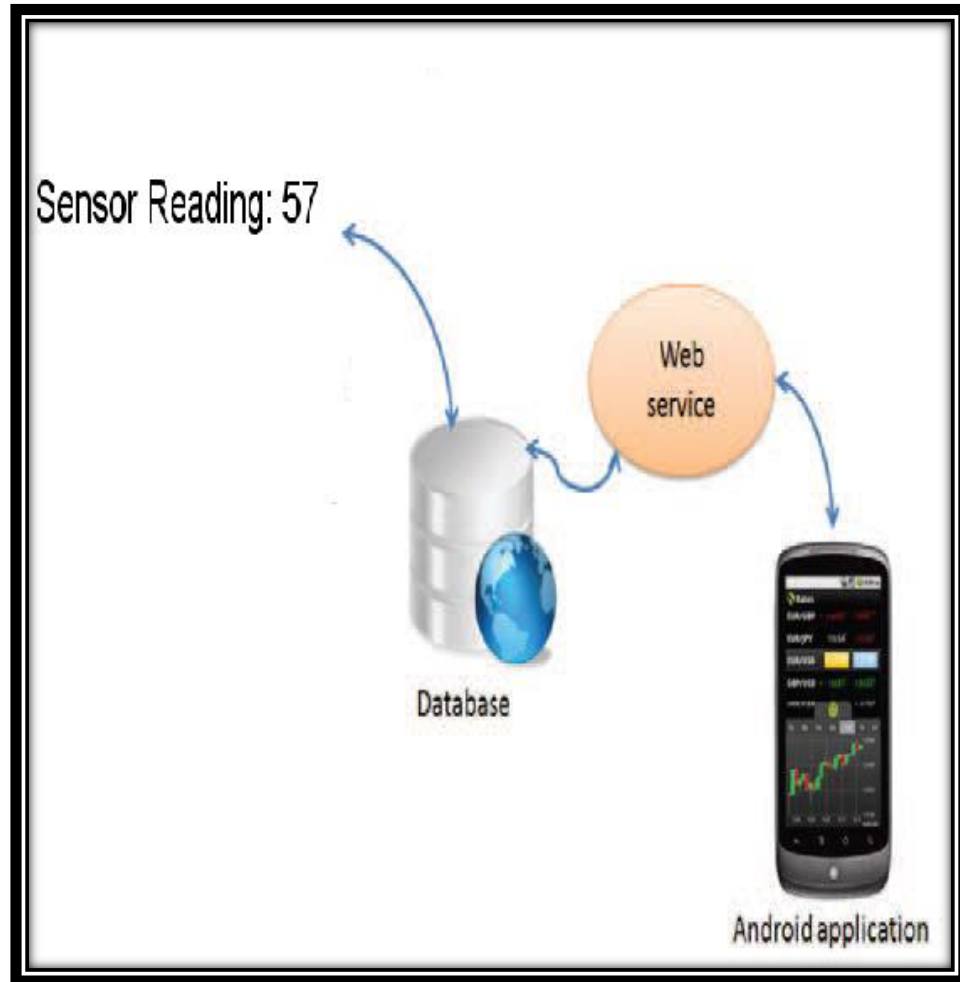 Sensor Reading: 57
Web
service
Database
Android application